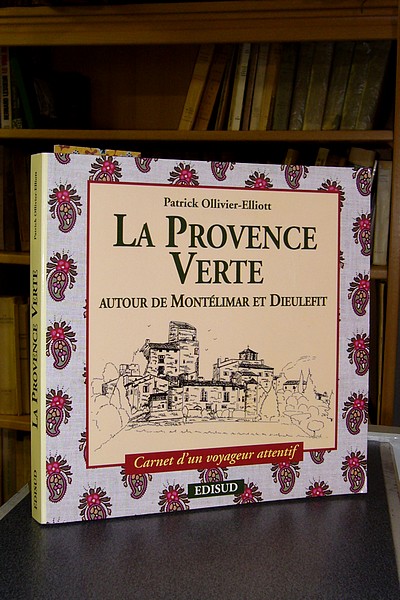 Patrick Ollivier-Elliott
LA PROVENCE
VERTE
AUTOUR DE MONTÉLIMAR ET DIEULEFIT
Carnet d'un voyageur attentif
EDISUD
Patrick Ollivier-Elliott
LA PROVENCE VERTE
EDISUD